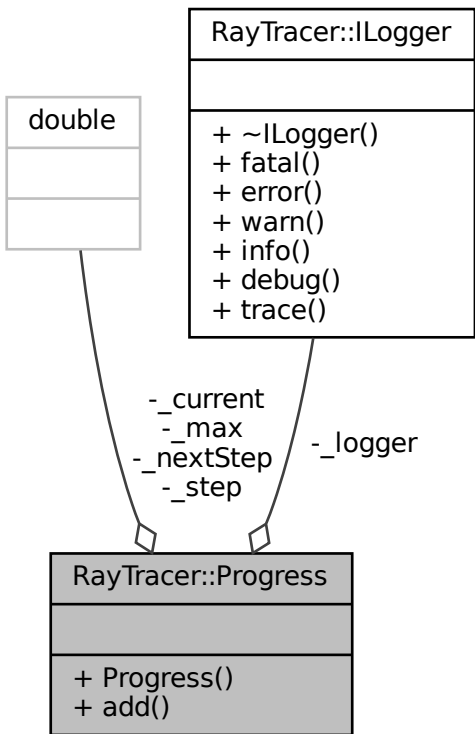 RayTracer::ILogger
+ ~ILogger()
+ fatal()
+ error()
+ warn()
+ info()
+ debug()
+ trace()
double
-_current
-_max
-_nextStep
-_step
-_logger
RayTracer::Progress
+ Progress()
+ add()